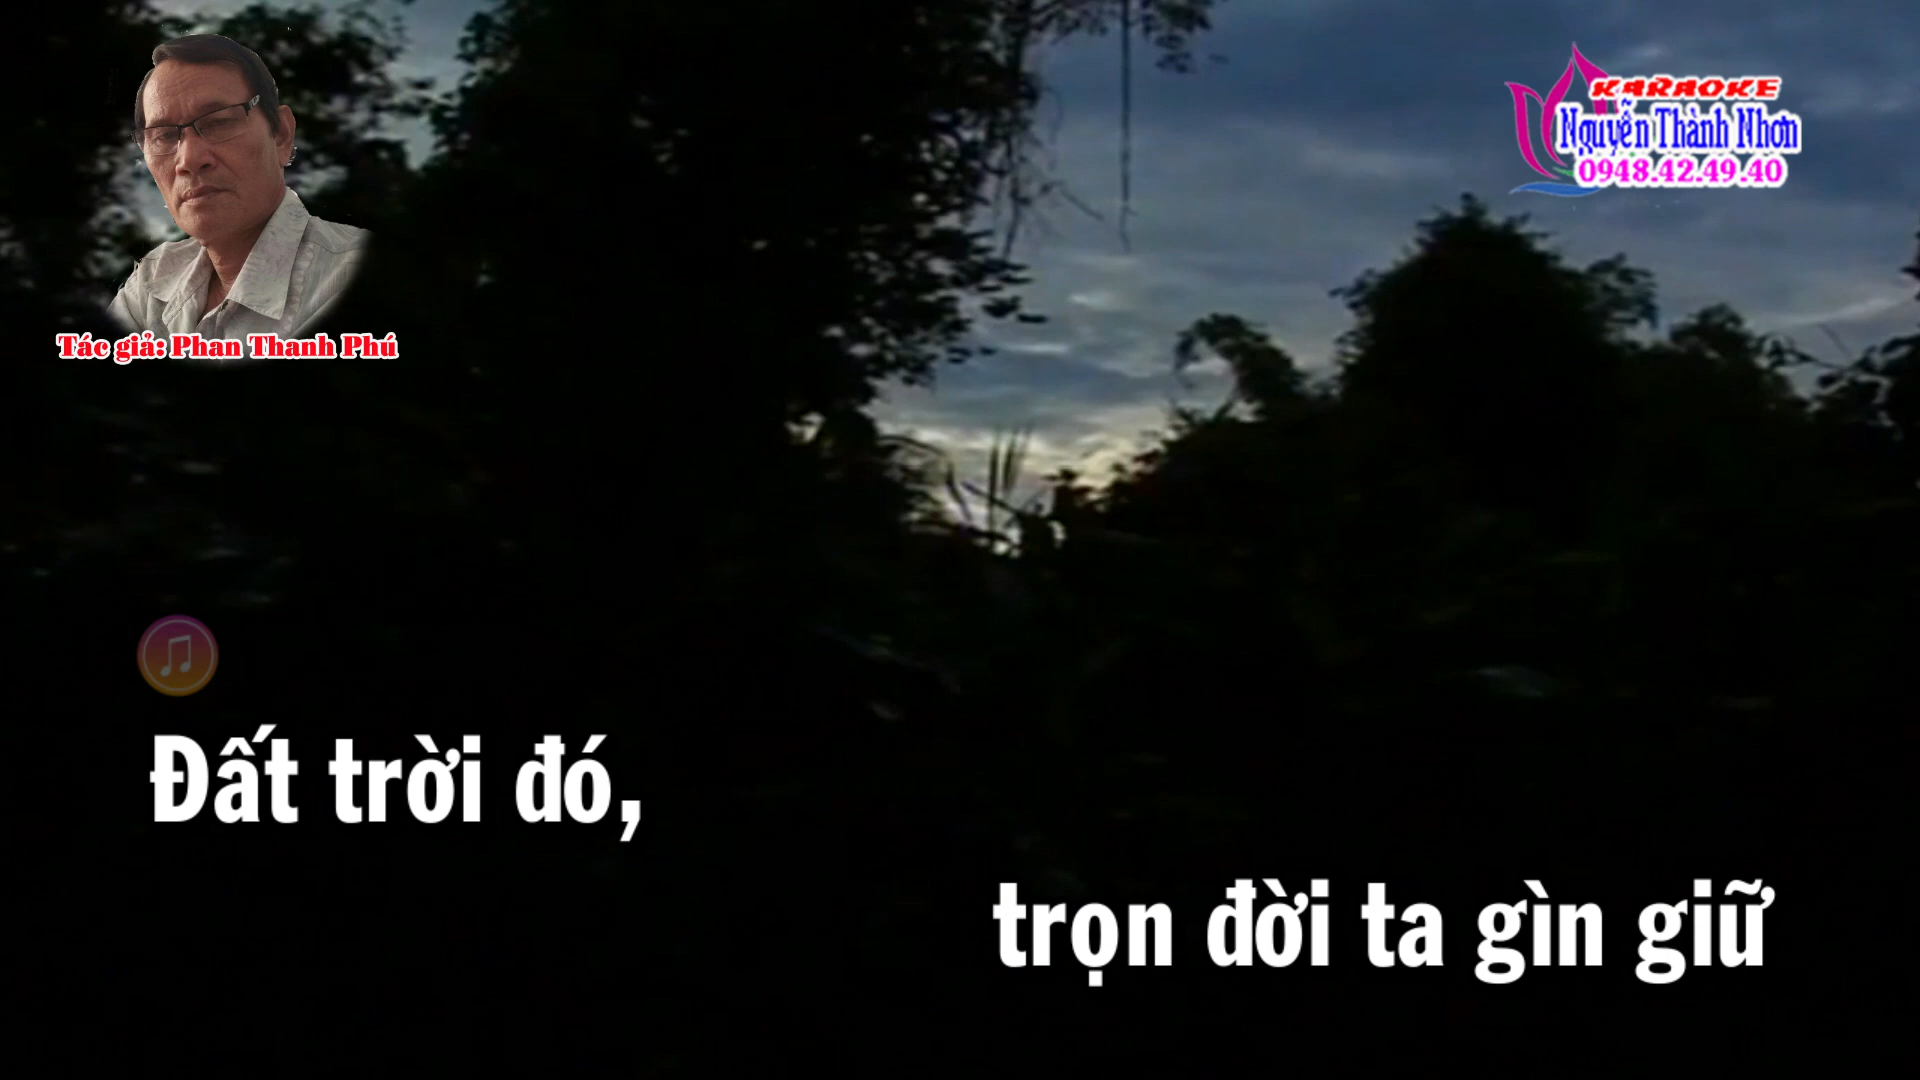 KARAOKE
Nguyễn Thành Nhơn
0948.42.49.40
Tác giả: Phan Thanh Phú
Đất trời đó,
trọn đời ta gìn giữ